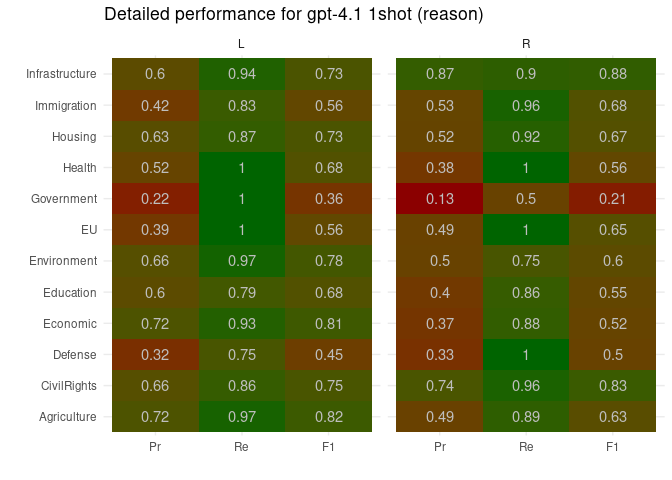 Detailed performance for gpt-4.1 1shot (reason)
L R
Infrastructure 0.6 0.94 0.73 0.87 0.9 0.88
Immigration 0.42 0.83 0.56 0.53 0.96 0.68
Housing 0.63 0.87 0.73 0.52 0.92 0.67
Health 0.52 1 0.68 0.38 1 0.56
Government 0.22 1 0.36 0.13 0.5 0.21
EU 0.39 1 0.56 0.49 1 0.65
Environment 0.66 0.97 0.78 0.5 0.75 0.6
Education 0.6 0.79 0.68 0.4 0.86 0.55
Economic 0.72 0.93 0.81 0.37 0.88 0.52
Defense 0.32 0.75 0.45 0.33 1 0.5
CivilRights 0.66 0.86 0.75 0.74 0.96 0.83
Agriculture 0.72 0.97 0.82 0.49 0.89 0.63
Pr Re F1 Pr Re F1